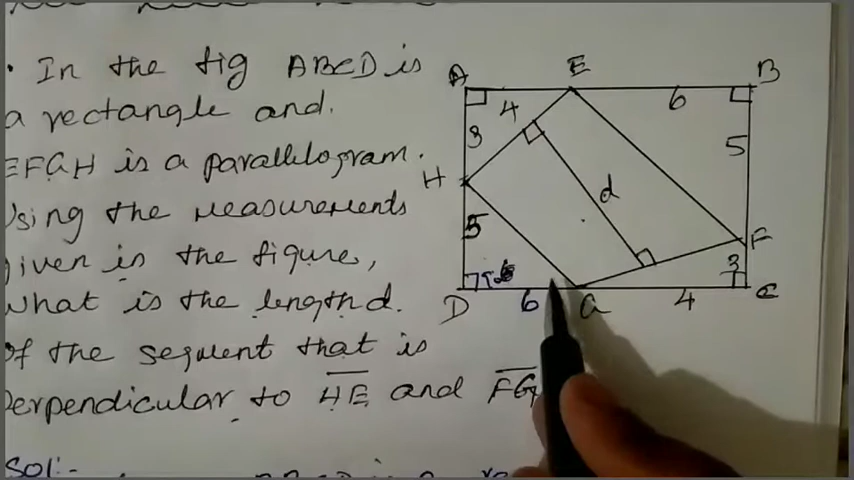 · In the fig ABCD is
a rectangle and.
EFGH is a parallelogram.
Using the measurements
given in the figure,
what is the length d.
of the segment that is
perpendicular to HE and FG
Sol:-
A
E
B
4
6
3
5
H
d
5
F
3
D
6
G
4
C